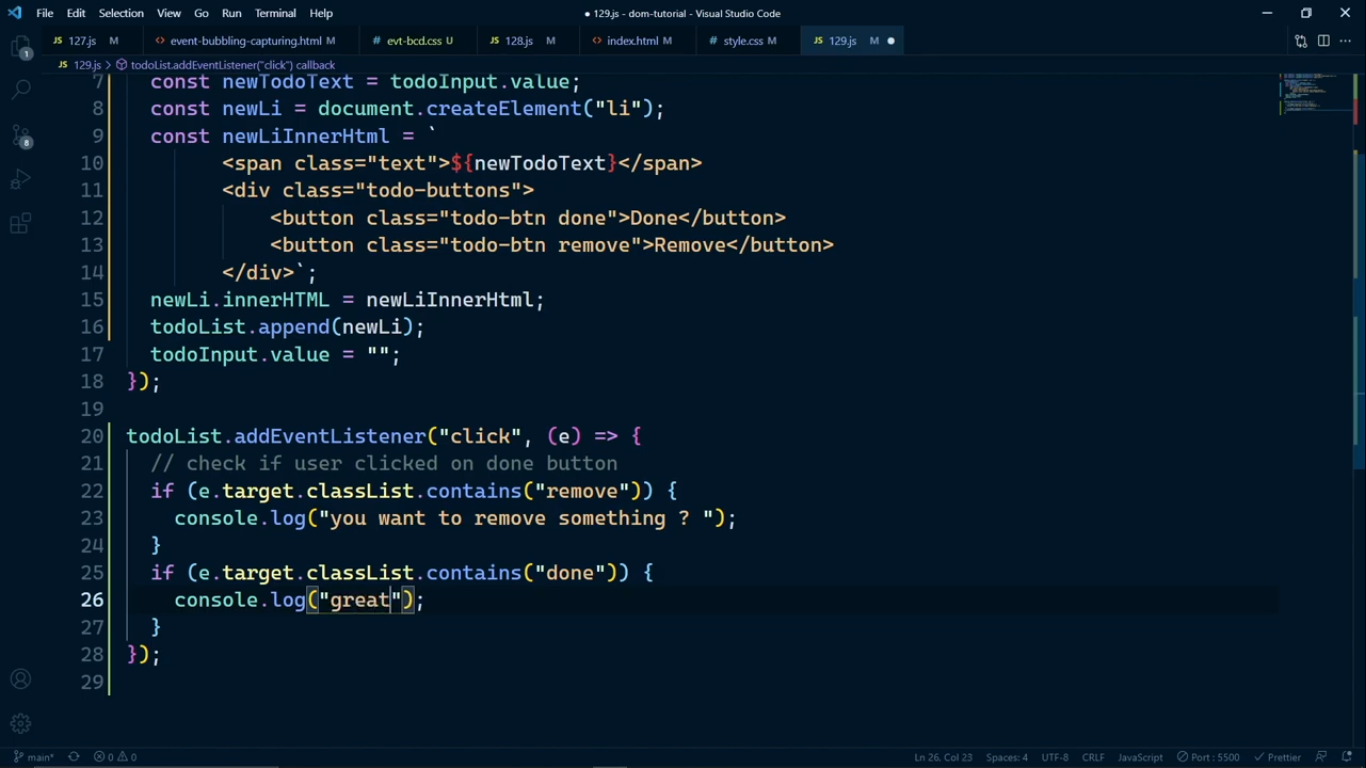 File Edit Selection View Go Run Terminal Help ● 129.js - dom-tutorial - Visual Studio Code
JS 127.js M <> event-bubbling-capturing.html M # evt-bcd.css U JS 128.js M <> index.html M # style.css M JS 129.js M ●
JS 129.js > todoList.addEventListener("click") callback
7 const newTodoText = todoInput.value;
8 const newLi = document.createElement("li");
9 const newLiInnerHtml = `
10 <span class="text">${newTodoText}</span>
11 <div class="todo-buttons">
12 <button class="todo-btn done">Done</button>
13 <button class="todo-btn remove">Remove</button>
14 </div>`;
15 newLi.innerHTML = newLiInnerHtml;
16 todoList.append(newLi);
17 todoInput.value = "";
18 });
19
20 todoList.addEventListener("click", (e) => {
21 // check if user clicked on done button
22 if (e.target.classList.contains("remove")) {
23 console.log("you want to remove something ? ");
24 }
25 if (e.target.classList.contains("done")) {
26 console.log("great");
27 }
28 });
29
1
8
main* 0 0 Ln 26, Col 23 Spaces: 4 UTF-8 CRLF JavaScript Port : 5500 Prettier